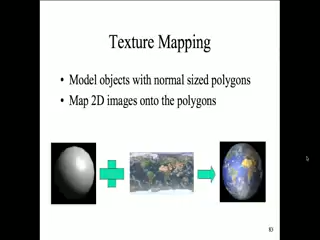 Texture Mapping
• Model objects with normal sized polygons
• Map 2D images onto the polygons
10